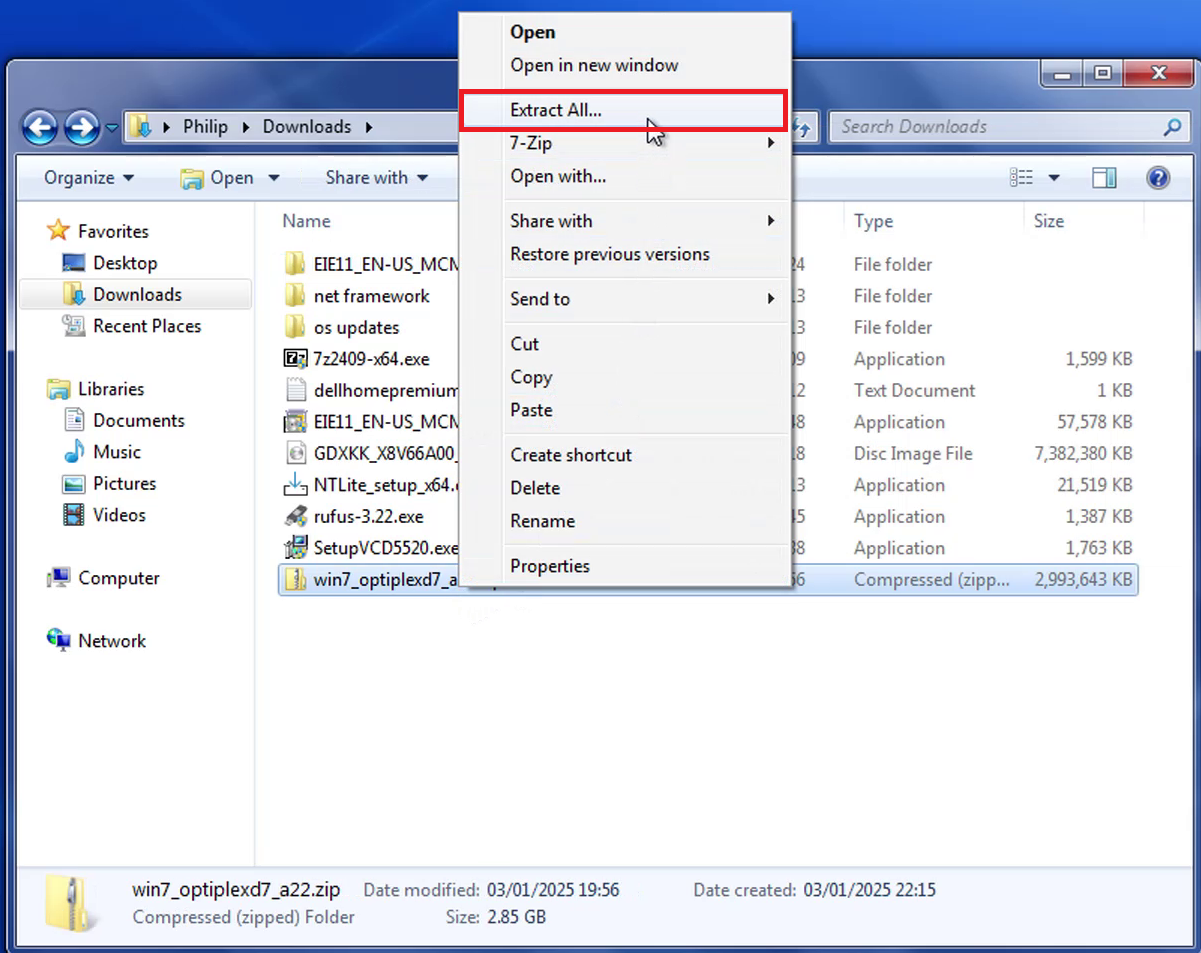 Open
Open in new window
Extract All...
7-Zip
Open with...
Share with
Restore previous versions
Send to
Cut
Copy
Paste
Create shortcut
Delete
Rename
Properties
Philip Downloads
Search Downloads
Organize Open Share with
Name Type Size
Favorites
Desktop
Downloads
Recent Places
Libraries
Documents
Music
Pictures
Videos
Computer
Network
EIE11_EN-US_MCM 24 File folder
net framework 13 File folder
os updates 13 File folder
7z2409-x64.exe 09 Application 1,599 KB
dellhomepremium 12 Text Document 1 KB
EIE11_EN-US_MCM 48 Application 57,578 KB
GDXKK_X8V66A00_ 18 Disc Image File 7,382,380 KB
NTLite_setup_x64. 13 Application 21,519 KB
rufus-3.22.exe 45 Application 1,387 KB
SetupVCD5520.exe 38 Application 1,763 KB
win7_optiplexd7_a 56 Compressed (zipp... 2,993,643 KB
win7_optiplexd7_a22.zip Date modified: 03/01/2025 19:56 Date created: 03/01/2025 22:15
Compressed (zipped) Folder Size: 2.85 GB